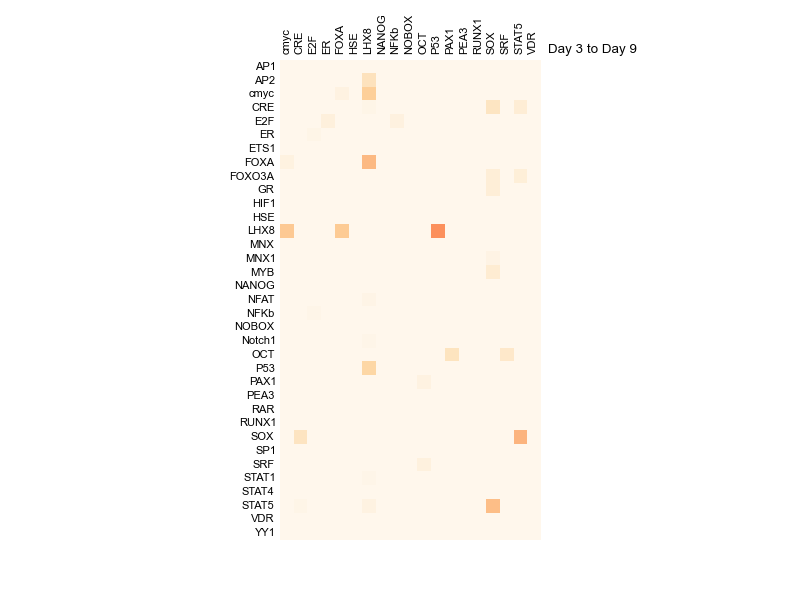 cmyc
CRE
E2F
ER
FOXA
HSE
LHX8
NANOG
NFKb
NOBOX
OCT
P53
PAX1
PEA3
RUNX1
SOX
SRF
STAT5
VDR
Day 3 to Day 9
AP1
AP2
cmyc
CRE
E2F
ER
ETS1
FOXA
FOXO3A
GR
HIF1
HSE
LHX8
MNX
MNX1
MYB
NANOG
NFAT
NFKb
NOBOX
Notch1
OCT
P53
PAX1
PEA3
RAR
RUNX1
SOX
SP1
SRF
STAT1
STAT4
STAT5
VDR
YY1